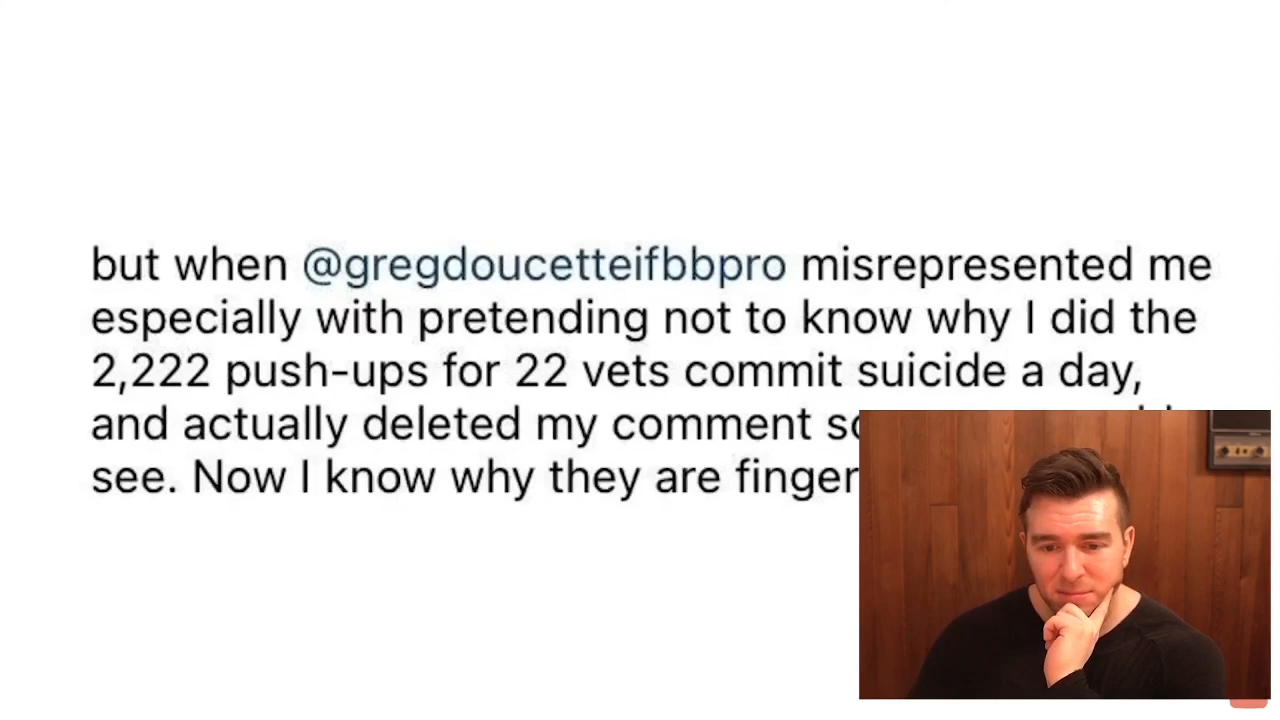 but when @gregdoucetteifbbpro misrepresented me
especially with pretending not to know why I did the
2,222 push-ups for 22 vets commit suicide a day,
and actually deleted my comment
see. Now I know why they are finger